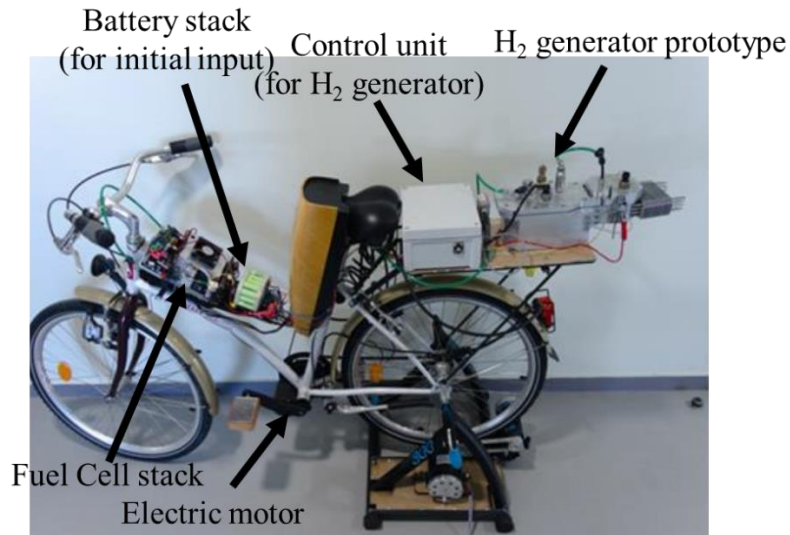 Battery stack
(for initial input)
Control unit
(for H₂ generator)
H₂ generator prototype
Fuel Cell stack
Electric motor